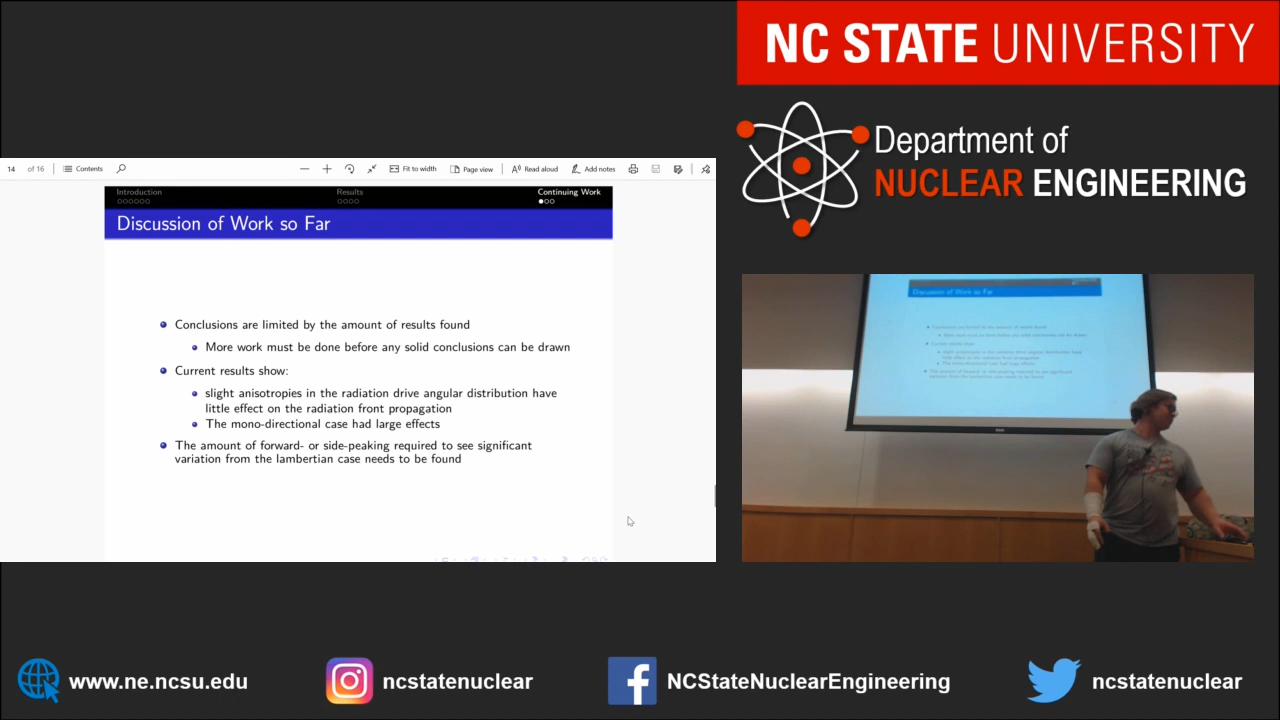 NC STATE UNIVERSITY
Department of
NUCLEAR ENGINEERING
14 of 16 Contents Fit to width Page view Read aloud Add notes
Introduction Results Continuing Work
Discussion of Work so Far
Conclusions are limited by the amount of results found
More work must be done before any solid conclusions can be drawn
Current results show:
slight anisotropies in the radiation drive angular distribution have
little effect on the radiation front propagation
The mono-directional case had large effects
The amount of forward- or side-peaking required to see significant
variation from the lambertian case needs to be found
Discussion of Work so Far
www.ne.ncsu.edu
ncstatenuclear
NCStateNuclearEngineering
ncstatenuclear